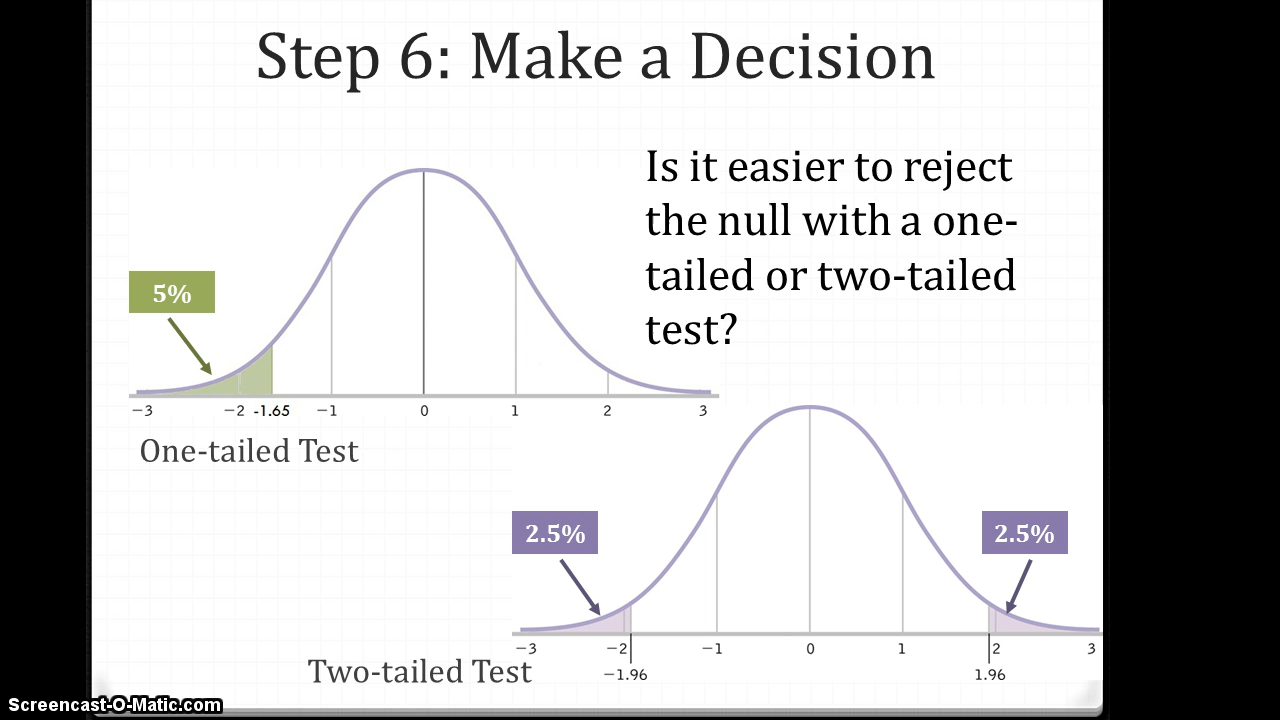 Step 6: Make a Decision
Is it easier to reject
the null with a one-
tailed or two-tailed
test?
5%
−3 −2 -1.65 −1 0 1 2 3
One-tailed Test
2.5% 2.5%
−3 −2 −1 0 1 2 3
−1.96 1.96
Two-tailed Test
Screencast-O-Matic.com